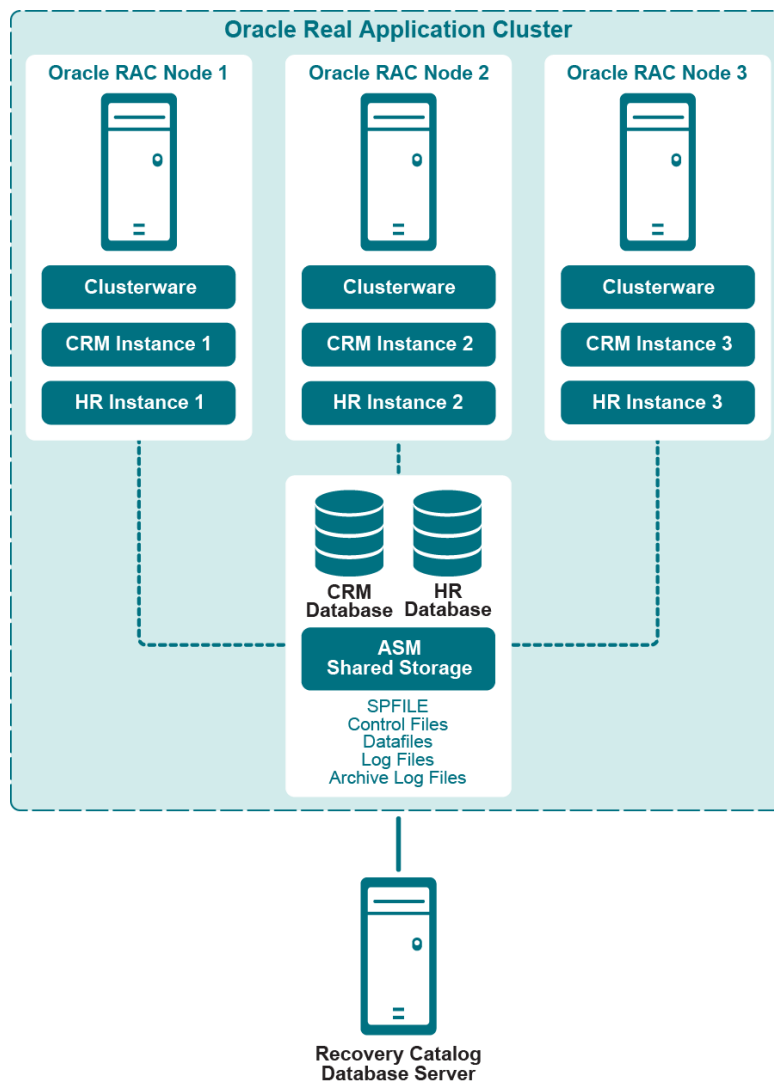 Oracle Real Application Cluster
Oracle RAC Node 1
Clusterware
CRM Instance 1
HR Instance 1
Oracle RAC Node 2
Clusterware
CRM Instance 2
HR Instance 2
Oracle RAC Node 3
Clusterware
CRM Instance 3
HR Instance 3
CRM
Database
HR
Database
ASM
Shared Storage
SPFILE
Control Files
Datafiles
Log Files
Archive Log Files
Recovery Catalog
Database Server